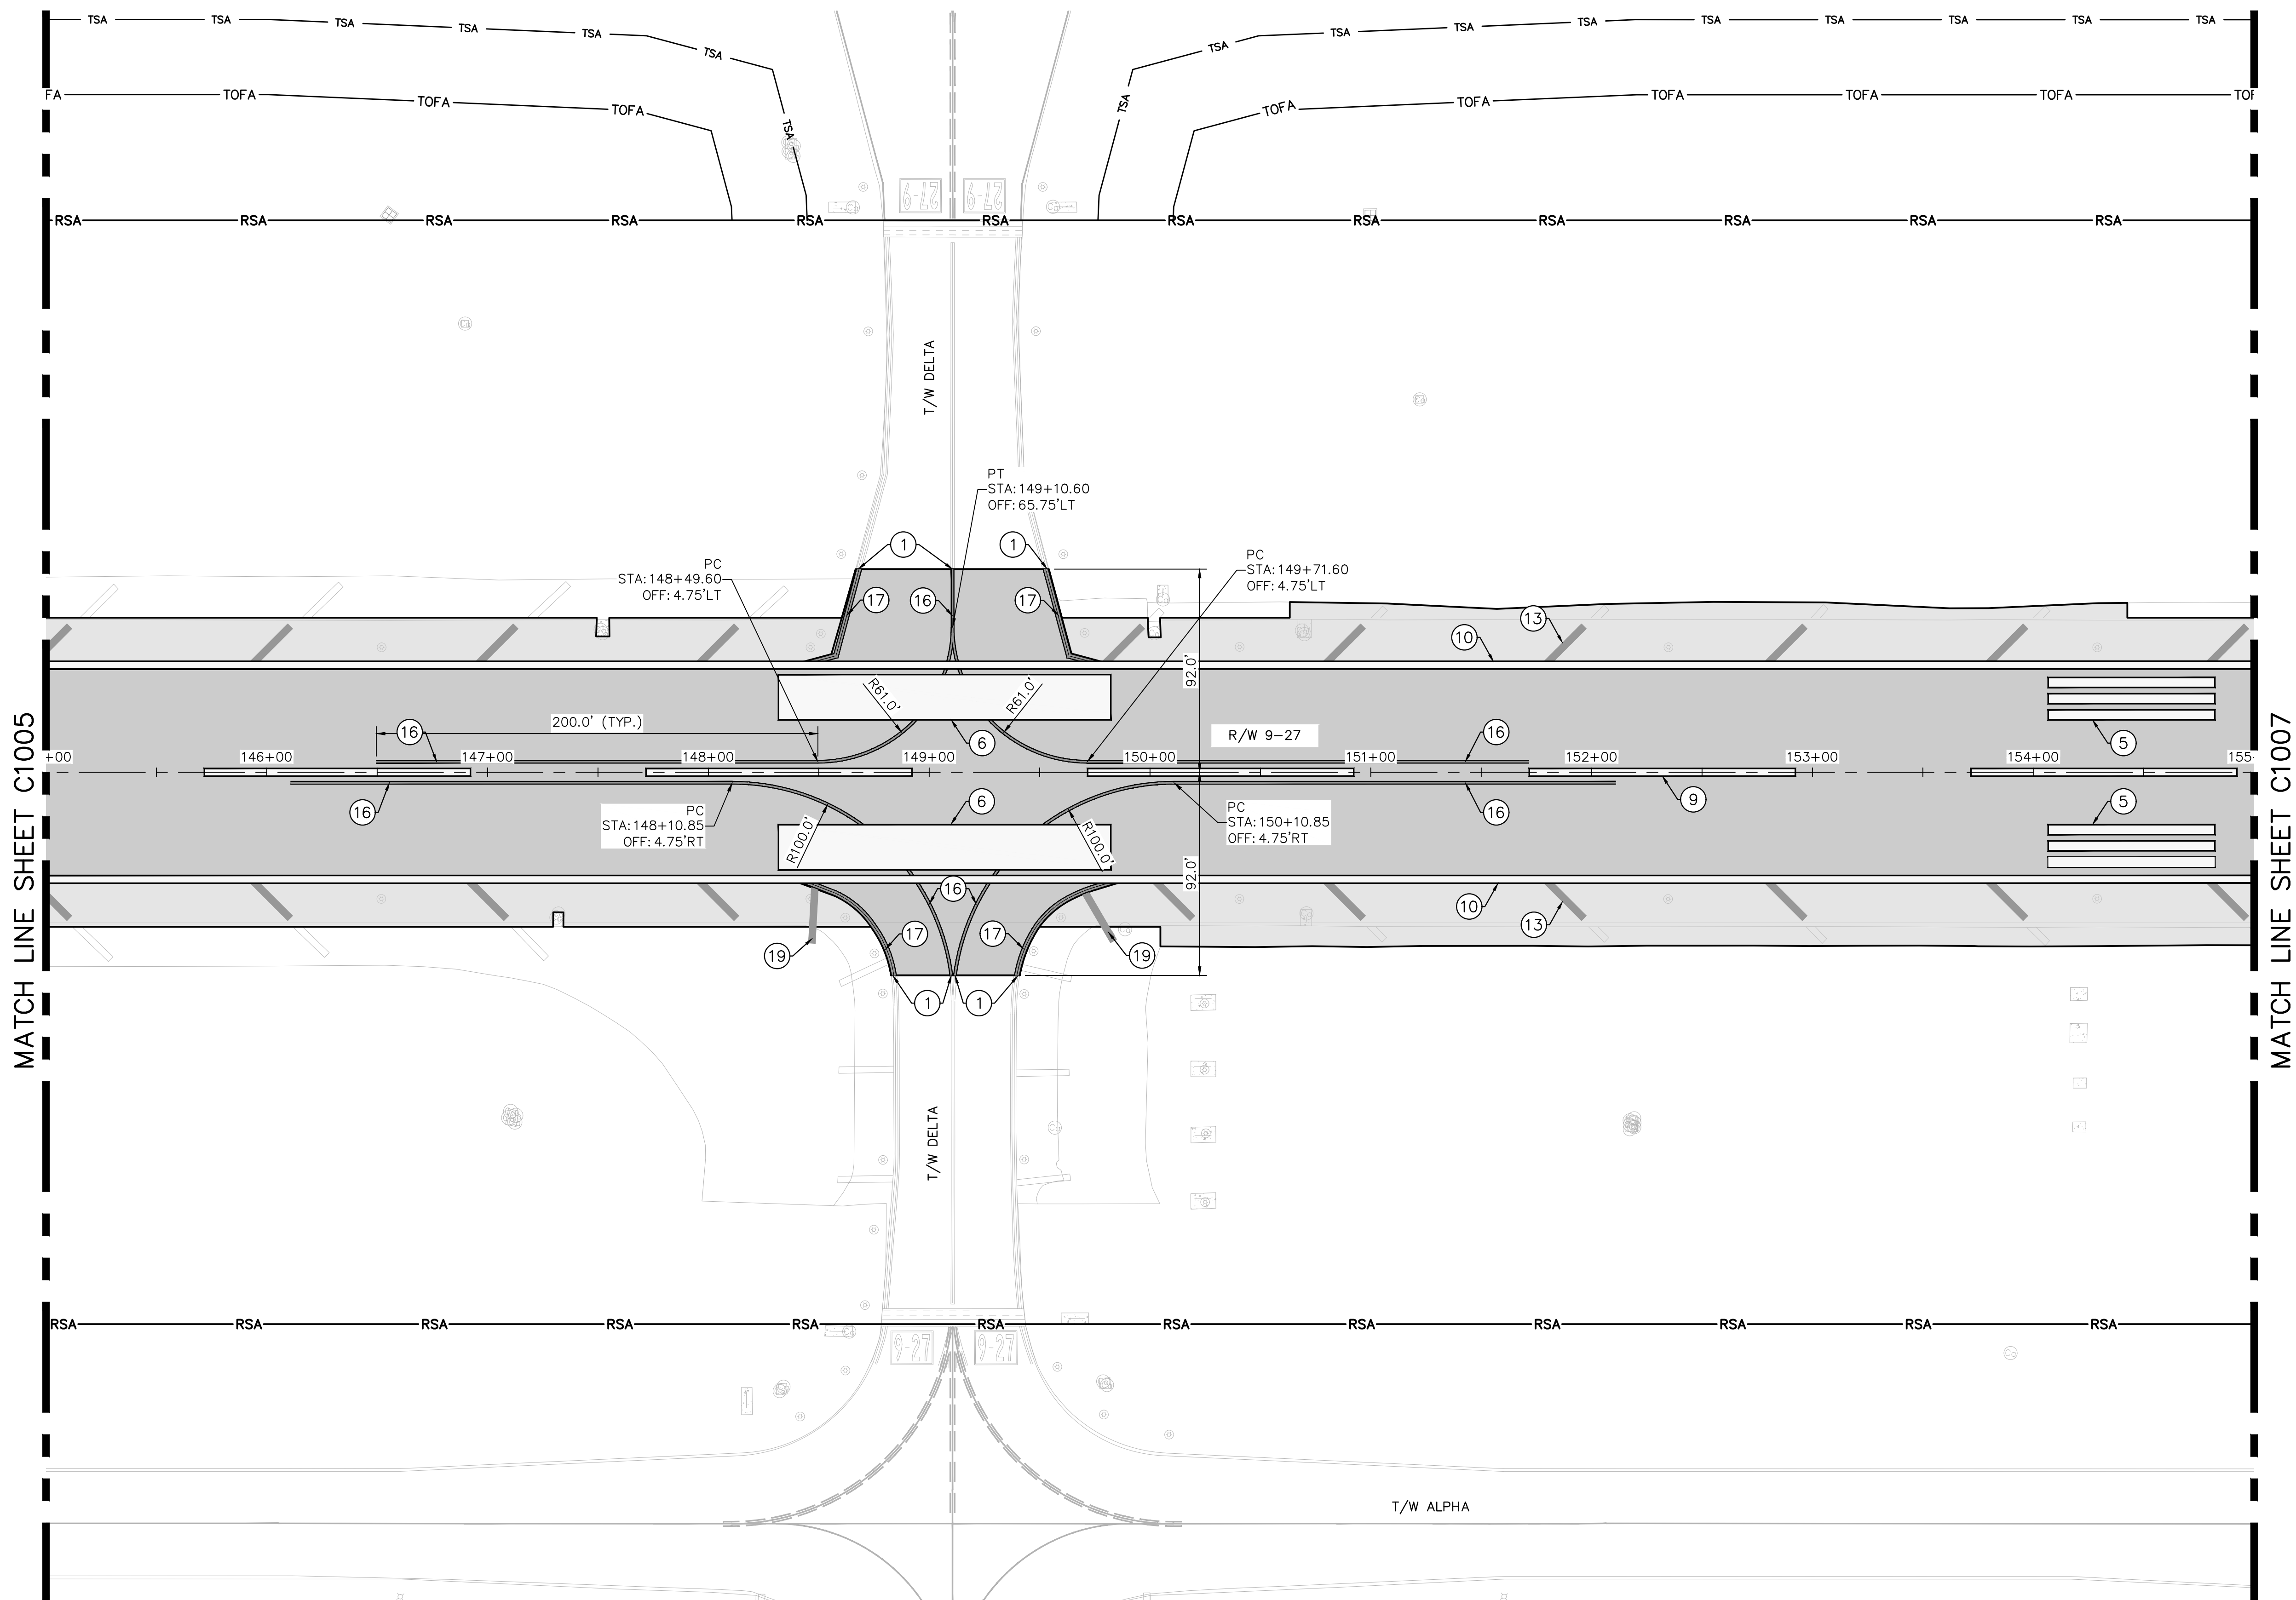 TSA TSA TSA TSA TSA TSA TSA TSA TSA TSA TSA TSA TSA TSA TSA
TSA TSA
FA TOFA TOFA TOFA TOFA TOFA TOFA TOFA TOFA TOF
9-27 9-27
RSA RSA RSA RSA RSA RSA RSA RSA RSA RSA RSA RSA
T/W DELTA
PT
STA:149+10.60
OFF:65.75'LT
1
1
PC
STA:148+49.60
OFF:4.75'LT
PC
STA:149+71.60
OFF:4.75'LT
17
16
17
13
10
92.0'
R61.0'
R61.0'
200.0' (TYP.)
16
6
R/W 9-27
16
5
+00 146+00 147+00 148+00 149+00 150+00 151+00 152+00 153+00 154+00 155
16
6
16
9
5
PC
STA:148+10.85
OFF:4.75'RT
R100.0'
R100.0'
PC
STA:150+10.85
OFF:4.75'RT
92.0'
16
10
17
17
13
19
19
1
1
MATCH LINE SHEET C1005
MATCH LINE SHEET C1007
T/W DELTA
RSA RSA RSA RSA RSA RSA RSA RSA RSA RSA RSA RSA
9-27 9-27
T/W ALPHA